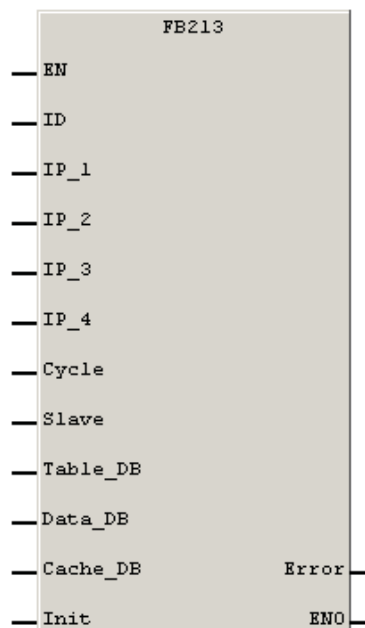 FB213
EN
ID
IP_1
IP_2
IP_3
IP_4
Cycle
Slave
Table_DB
Data_DB
Cache_DB Error
Init ENO